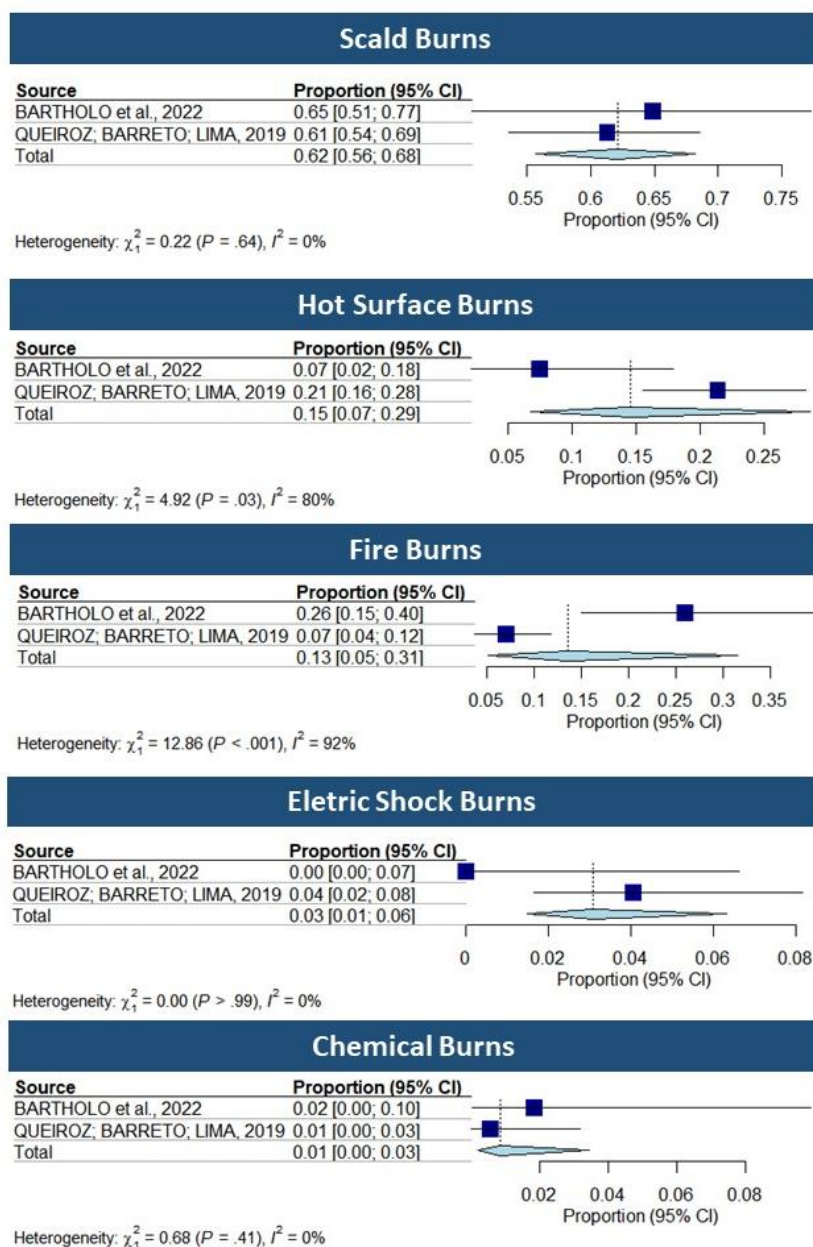 Scald Burns
Source Proportion (95% CI)
BARTHOLO et al., 2022 0.65 [0.51; 0.77]
QUEIROZ; BARRETO; LIMA, 2019 0.61 [0.54; 0.69]
Total 0.62 [0.56; 0.68]
0.55 0.6 0.65 0.7 0.75
Proportion (95% CI)
Heterogeneity: χ²₁ = 0.22 (P = .64), I² = 0%
Hot Surface Burns
Source Proportion (95% CI)
BARTHOLO et al., 2022 0.07 [0.02; 0.18]
QUEIROZ; BARRETO; LIMA, 2019 0.21 [0.16; 0.28]
Total 0.15 [0.07; 0.29]
0.05 0.1 0.15 0.2 0.25
Proportion (95% CI)
Heterogeneity: χ²₁ = 4.92 (P = .03), I² = 80%
Fire Burns
Source Proportion (95% CI)
BARTHOLO et al., 2022 0.26 [0.15; 0.40]
QUEIROZ; BARRETO; LIMA, 2019 0.07 [0.04; 0.12]
Total 0.13 [0.05; 0.31]
0.05 0.1 0.15 0.2 0.25 0.3 0.35
Proportion (95% CI)
Heterogeneity: χ²₁ = 12.86 (P < .001), I² = 92%
Eletric Shock Burns
Source Proportion (95% CI)
BARTHOLO et al., 2022 0.00 [0.00; 0.07]
QUEIROZ; BARRETO; LIMA, 2019 0.04 [0.02; 0.08]
Total 0.03 [0.01; 0.06]
0 0.02 0.04 0.06 0.08
Proportion (95% CI)
Heterogeneity: χ²₁ = 0.00 (P > .99), I² = 0%
Chemical Burns
Source Proportion (95% CI)
BARTHOLO et al., 2022 0.02 [0.00; 0.10]
QUEIROZ; BARRETO; LIMA, 2019 0.01 [0.00; 0.03]
Total 0.01 [0.00; 0.03]
0.02 0.04 0.06 0.08
Proportion (95% CI)
Heterogeneity: χ²₁ = 0.68 (P = .41), I² = 0%